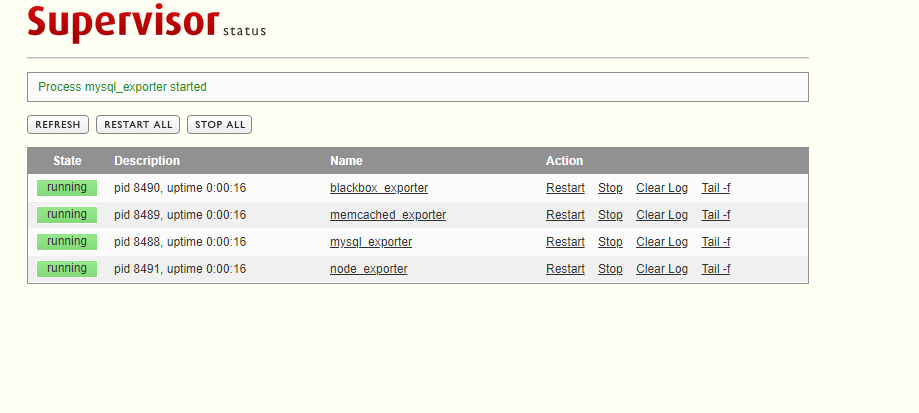 Supervisor status
Process mysql_exporter started
REFRESH RESTART ALL STOP ALL
State Description Name Action
running pid 8490, uptime 0:00:16 blackbox_exporter Restart Stop Clear Log Tail -f
running pid 8489, uptime 0:00:16 memcached_exporter Restart Stop Clear Log Tail -f
running pid 8488, uptime 0:00:16 mysql_exporter Restart Stop Clear Log Tail -f
running pid 8491, uptime 0:00:16 node_exporter Restart Stop Clear Log Tail -f